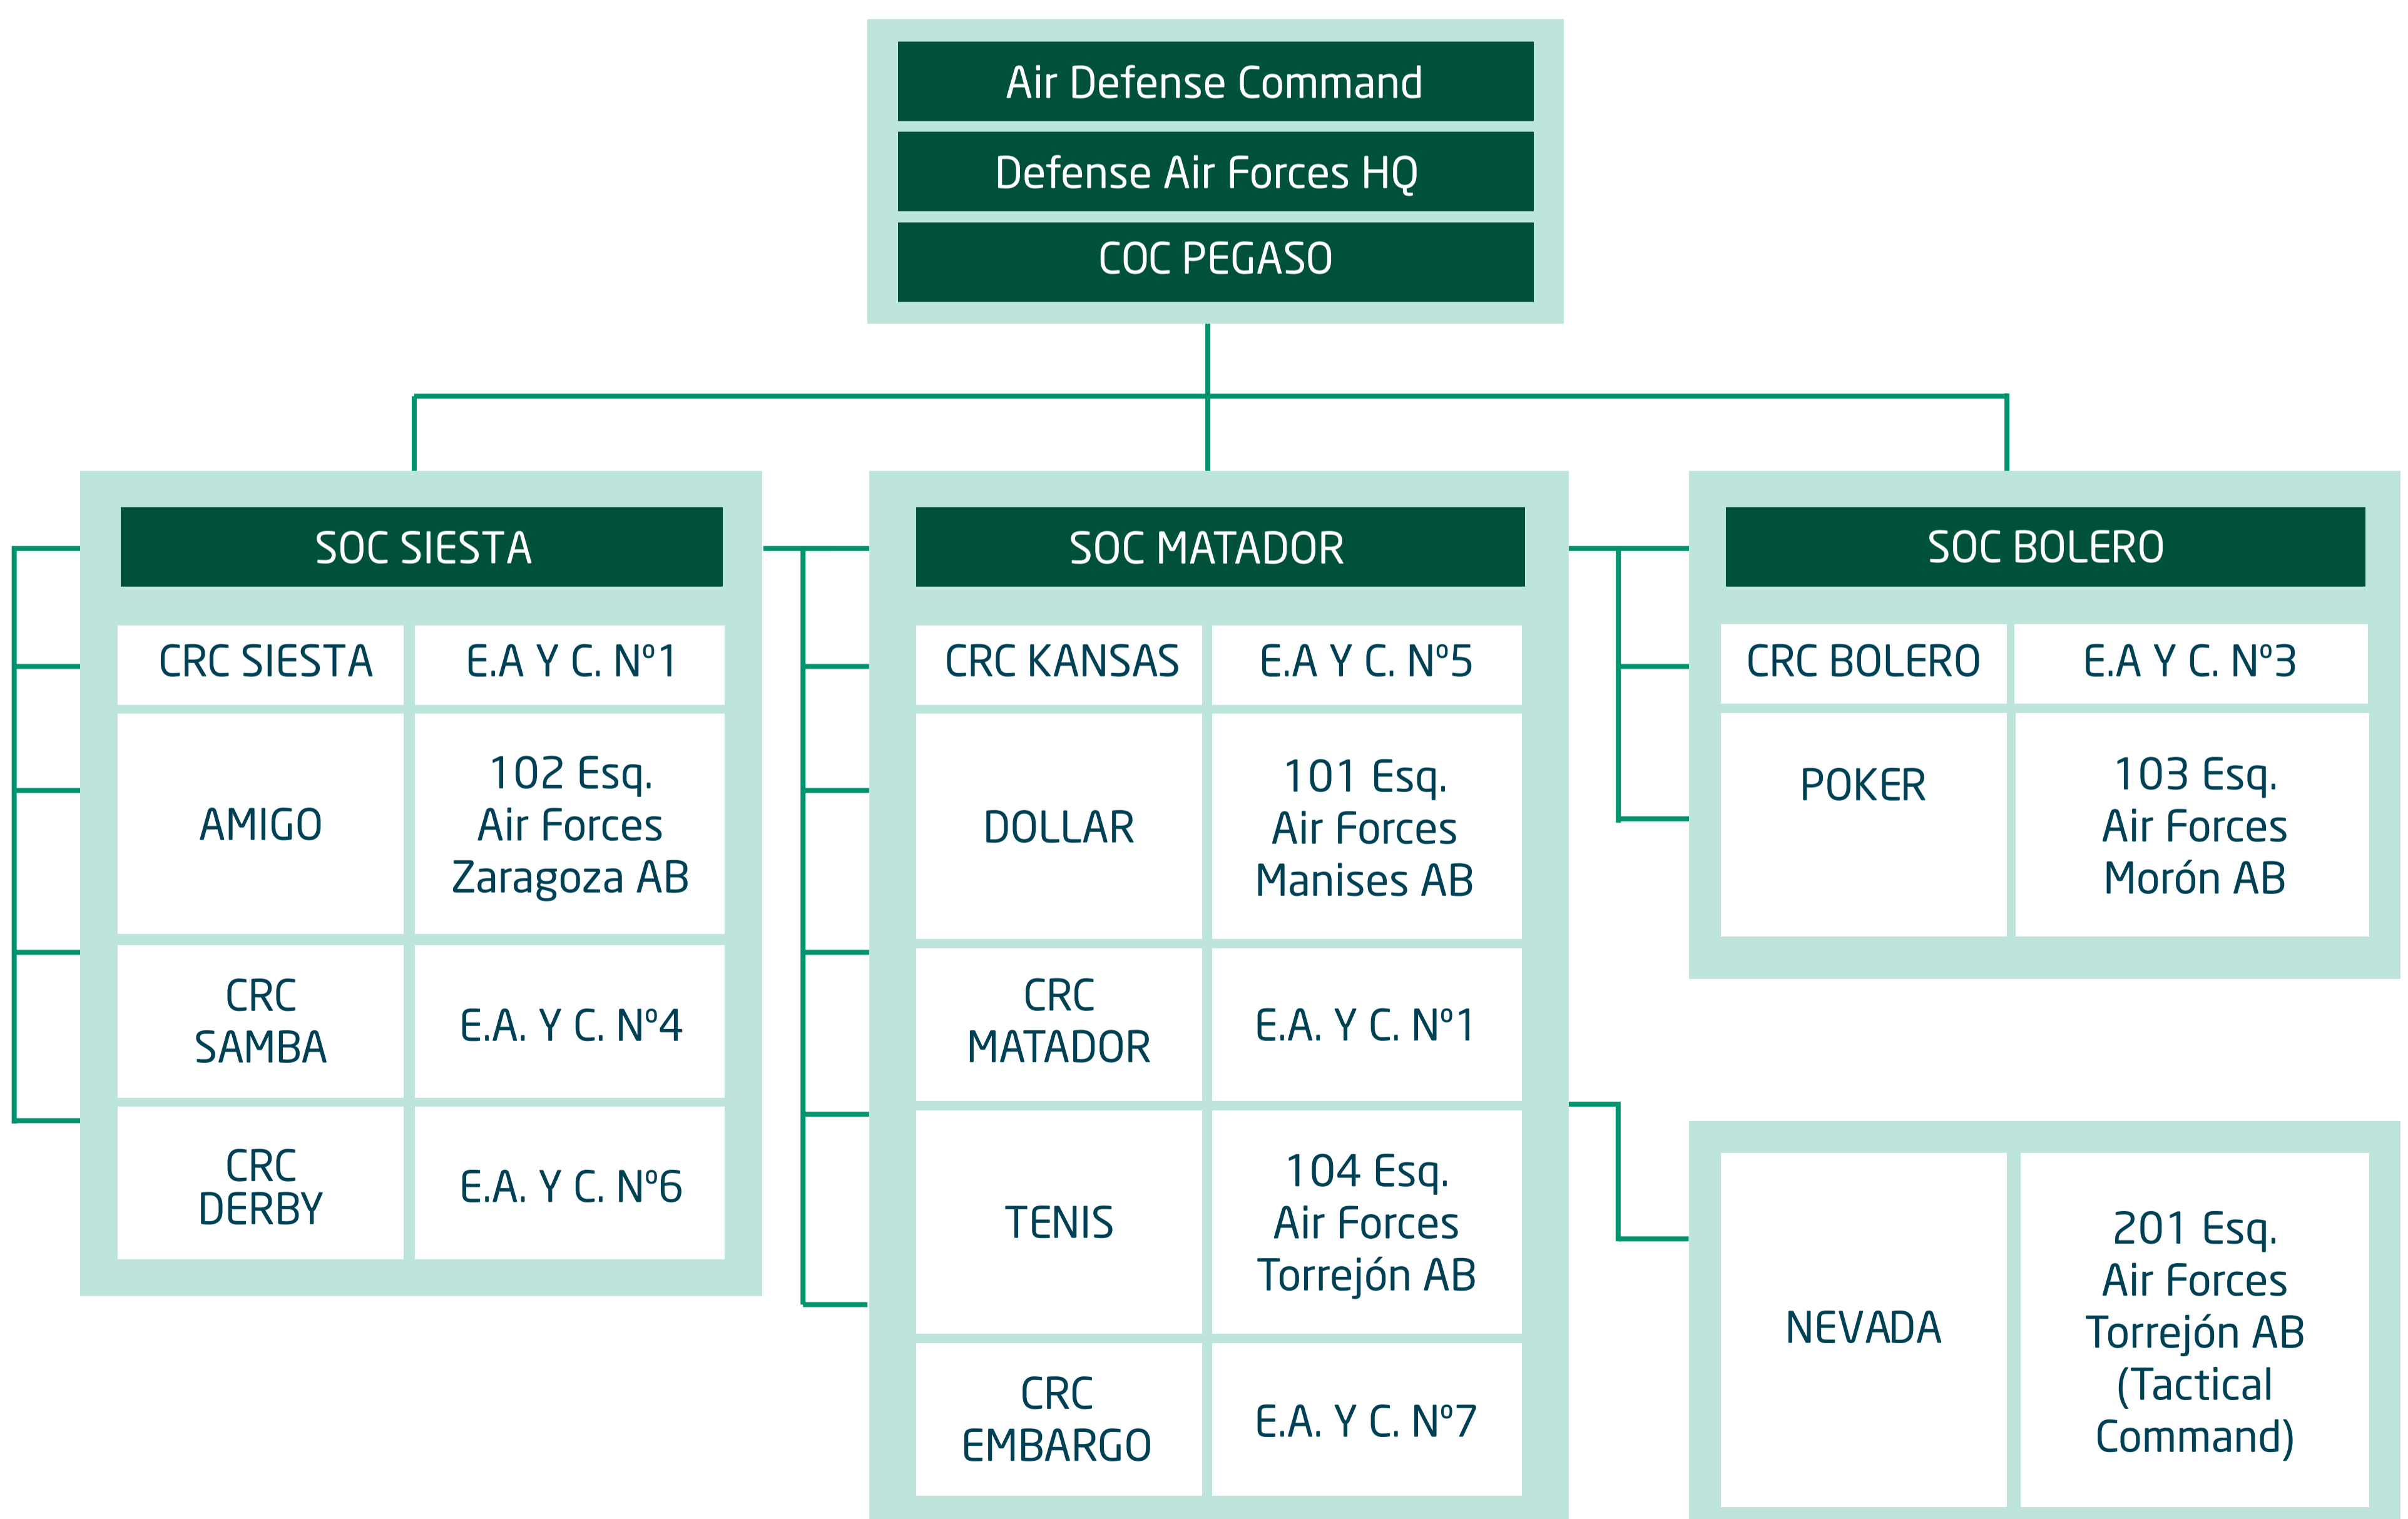 Air Defense Command
Defense Air Forces HQ
COC PEGASO
SOC SIESTA
CRC SIESTA
E.A Y C. Nº1
AMIGO
102 Esq.
Air Forces
Zaragoza AB
CRC
SAMBA
E.A. Y C. Nº4
CRC
DERBY
E.A. Y C. Nº6
SOC MATADOR
CRC KANSAS
E.A Y C. Nº5
DOLLAR
101 Esq.
Air Forces
Manises AB
CRC
MATADOR
E.A. Y C. Nº1
TENIS
104 Esq.
Air Forces
Torrejón AB
CRC
EMBARGO
E.A. Y C. Nº7
SOC BOLERO
CRC BOLERO
E.A Y C. Nº3
POKER
103 Esq.
Air Forces
Morón AB
NEVADA
201 Esq.
Air Forces
Torrejón AB
(Tactical
Command)